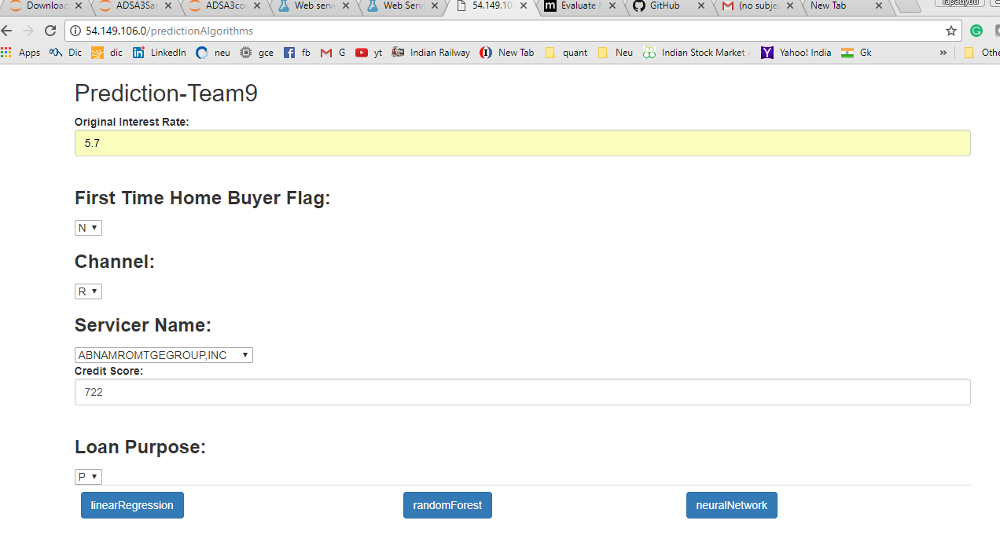 Download ADSA3Sa ADSA3co Web servi Web Servi 54.149.10 Evaluate GitHub (no subje New Tab
54.149.106.0/predictionAlgorithms
Apps Dic dic LinkedIn neu gce fb G yt Indian Railway New Tab quant Neu Indian Stock Market Yahoo! India Gk » Othe
Prediction-Team9
Original Interest Rate:
5.7
First Time Home Buyer Flag:
N
Channel:
R
Servicer Name:
ABNAMROMTGEGROUP,INC
Credit Score:
722
Loan Purpose:
P
linearRegression randomForest neuralNetwork